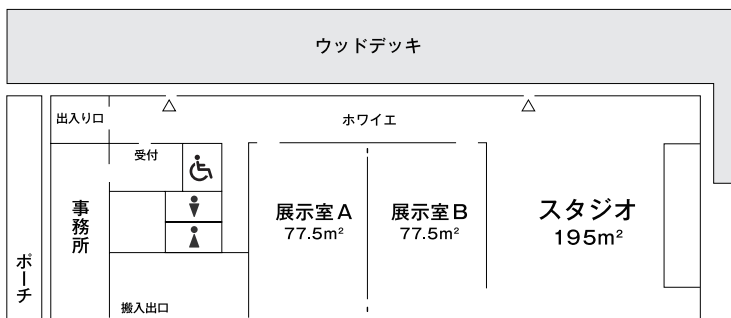 ウッドデッキ
出入り口
ホワイエ
受付
事務所
展示室A
77.5m²
展示室B
77.5m²
スタジオ
195m²
ポーチ
搬入出口